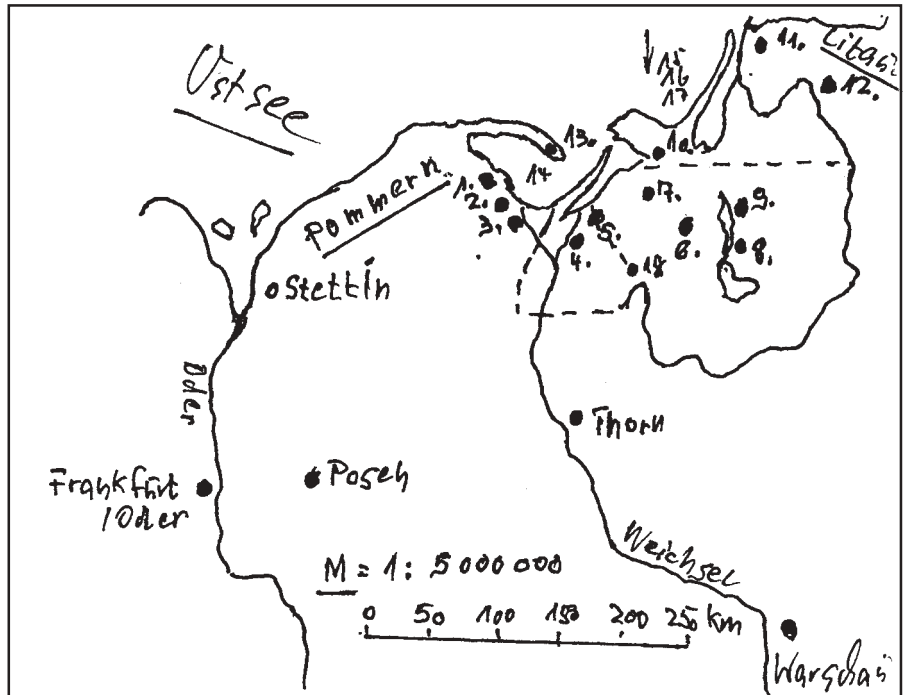 Ostsee
15
16
17
11.
Litau
12.
13.
14
10.
Pommern
1.
2.
3.
7.
9.
5.
6.
4.
8.
18
Stettin
Oder
Thorn
Frankfurt
/Oder
Posen
Weichsel
M = 1: 5 000 000
0 50 100 150 200 250 km
Warschau